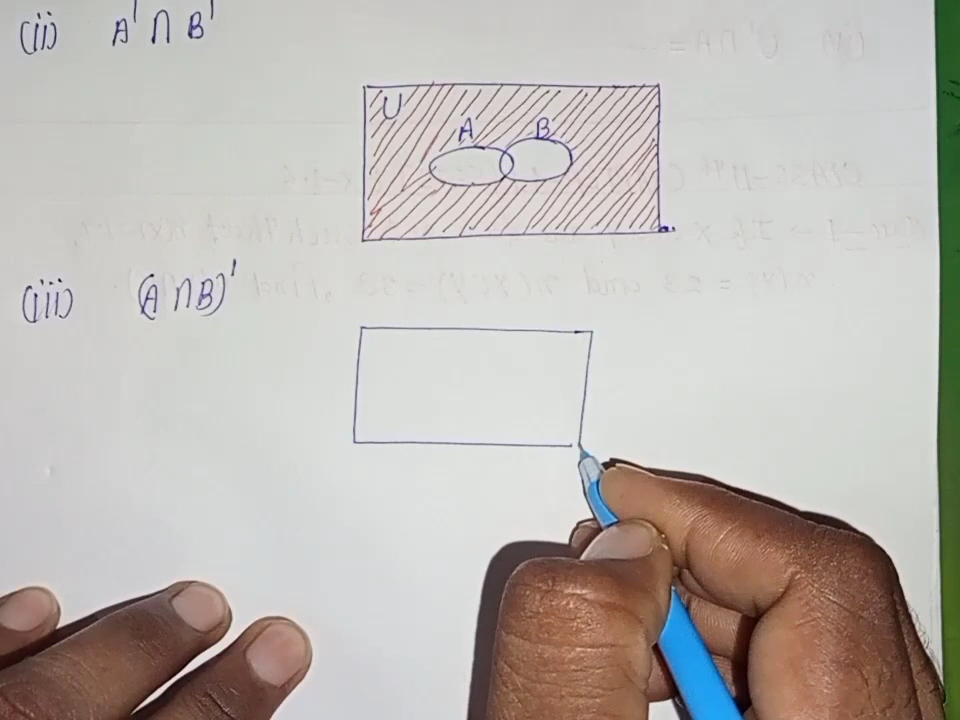 (ii) A' ∩ B'
U
A B
(iii) (A ∩ B)'